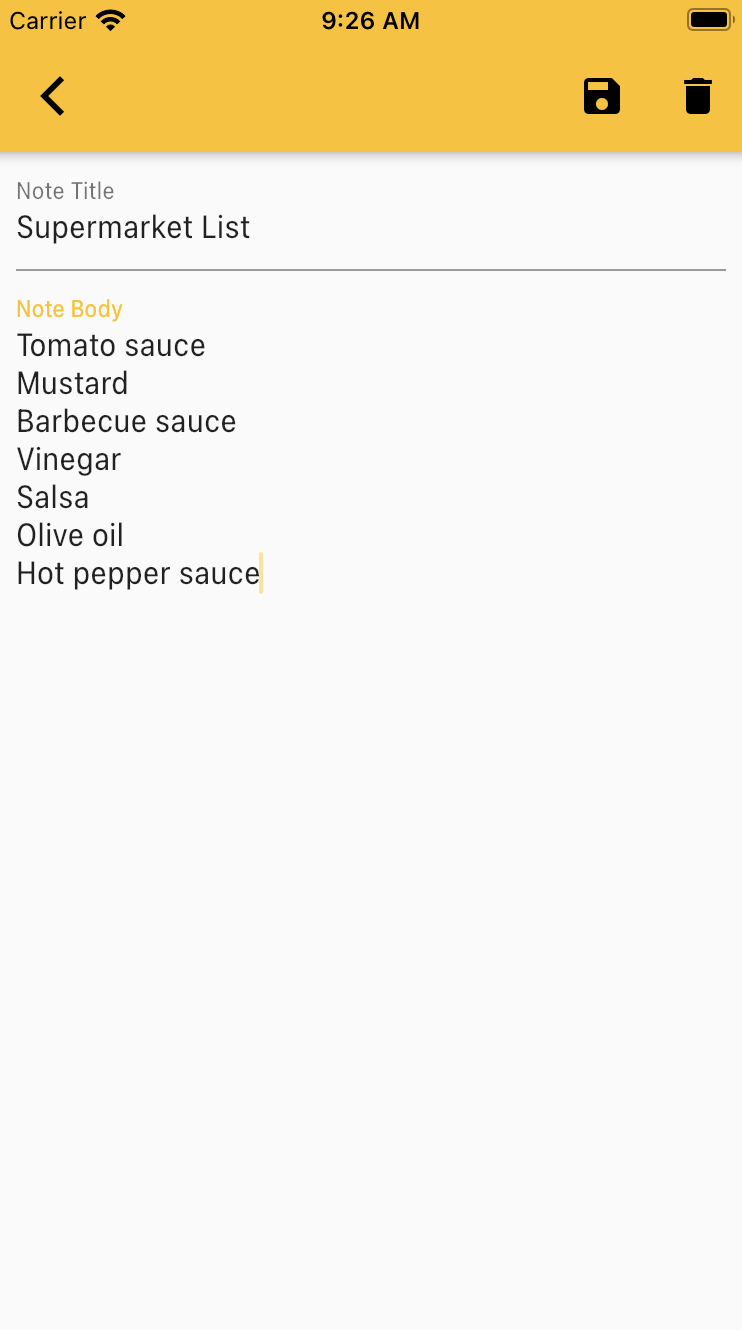 Carrier 9:26 AM
Note Title
Supermarket List
Note Body
Tomato sauce
Mustard
Barbecue sauce
Vinegar
Salsa
Olive oil
Hot pepper sauce